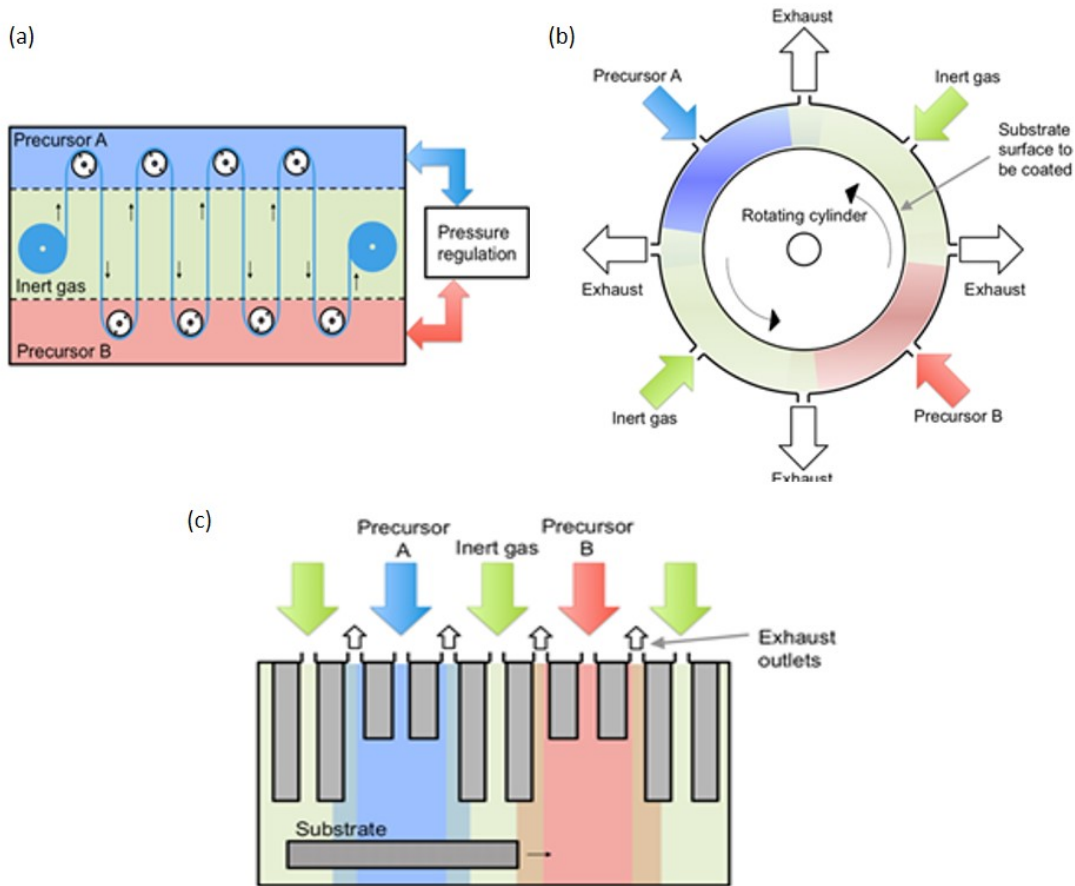 (a)
Precursor A
Inert gas
Precursor B
Pressure
regulation
(b)
Exhaust
Precursor A
Inert gas
Substrate
surface to
be coated
Rotating cylinder
Exhaust
Exhaust
Inert gas
Precursor B
Exhaust
(c)
Precursor
A
Inert gas
Precursor
B
Exhaust
outlets
Substrate